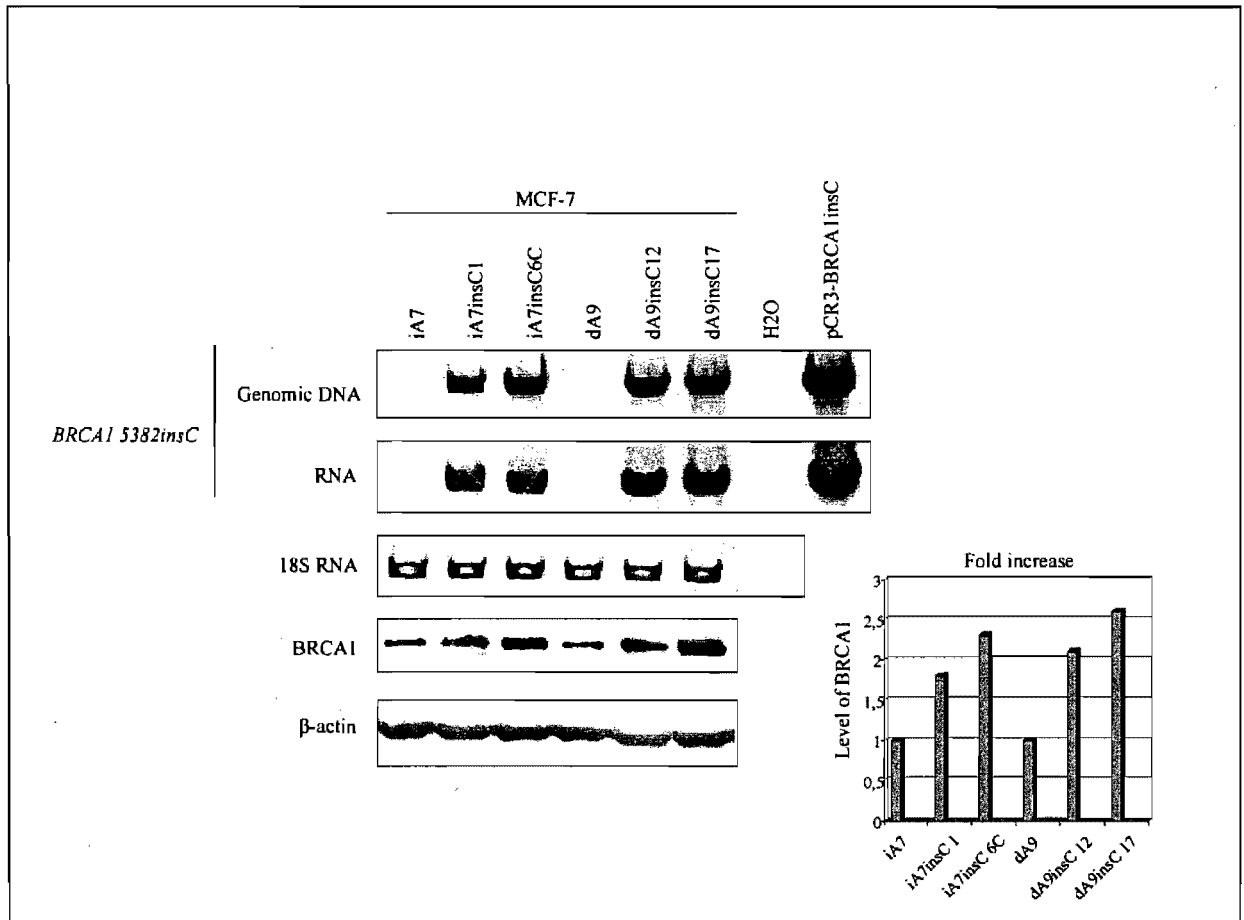 MCF-7
iA7
iA7insC1
iA7insC6C
dA9
dA9insC12
dA9insC17
H2O
pCR3-BRCA1insC
Genomic DNA
BRCA1 5382insC
RNA
18S RNA
BRCA1
β-actin
Fold increase
Level of BRCA1
3
2,5
2
1,5
1
0,5
0
iA7
iA7insC 1
iA7insC 6C
dA9
dA9insC 12
dA9insC 17